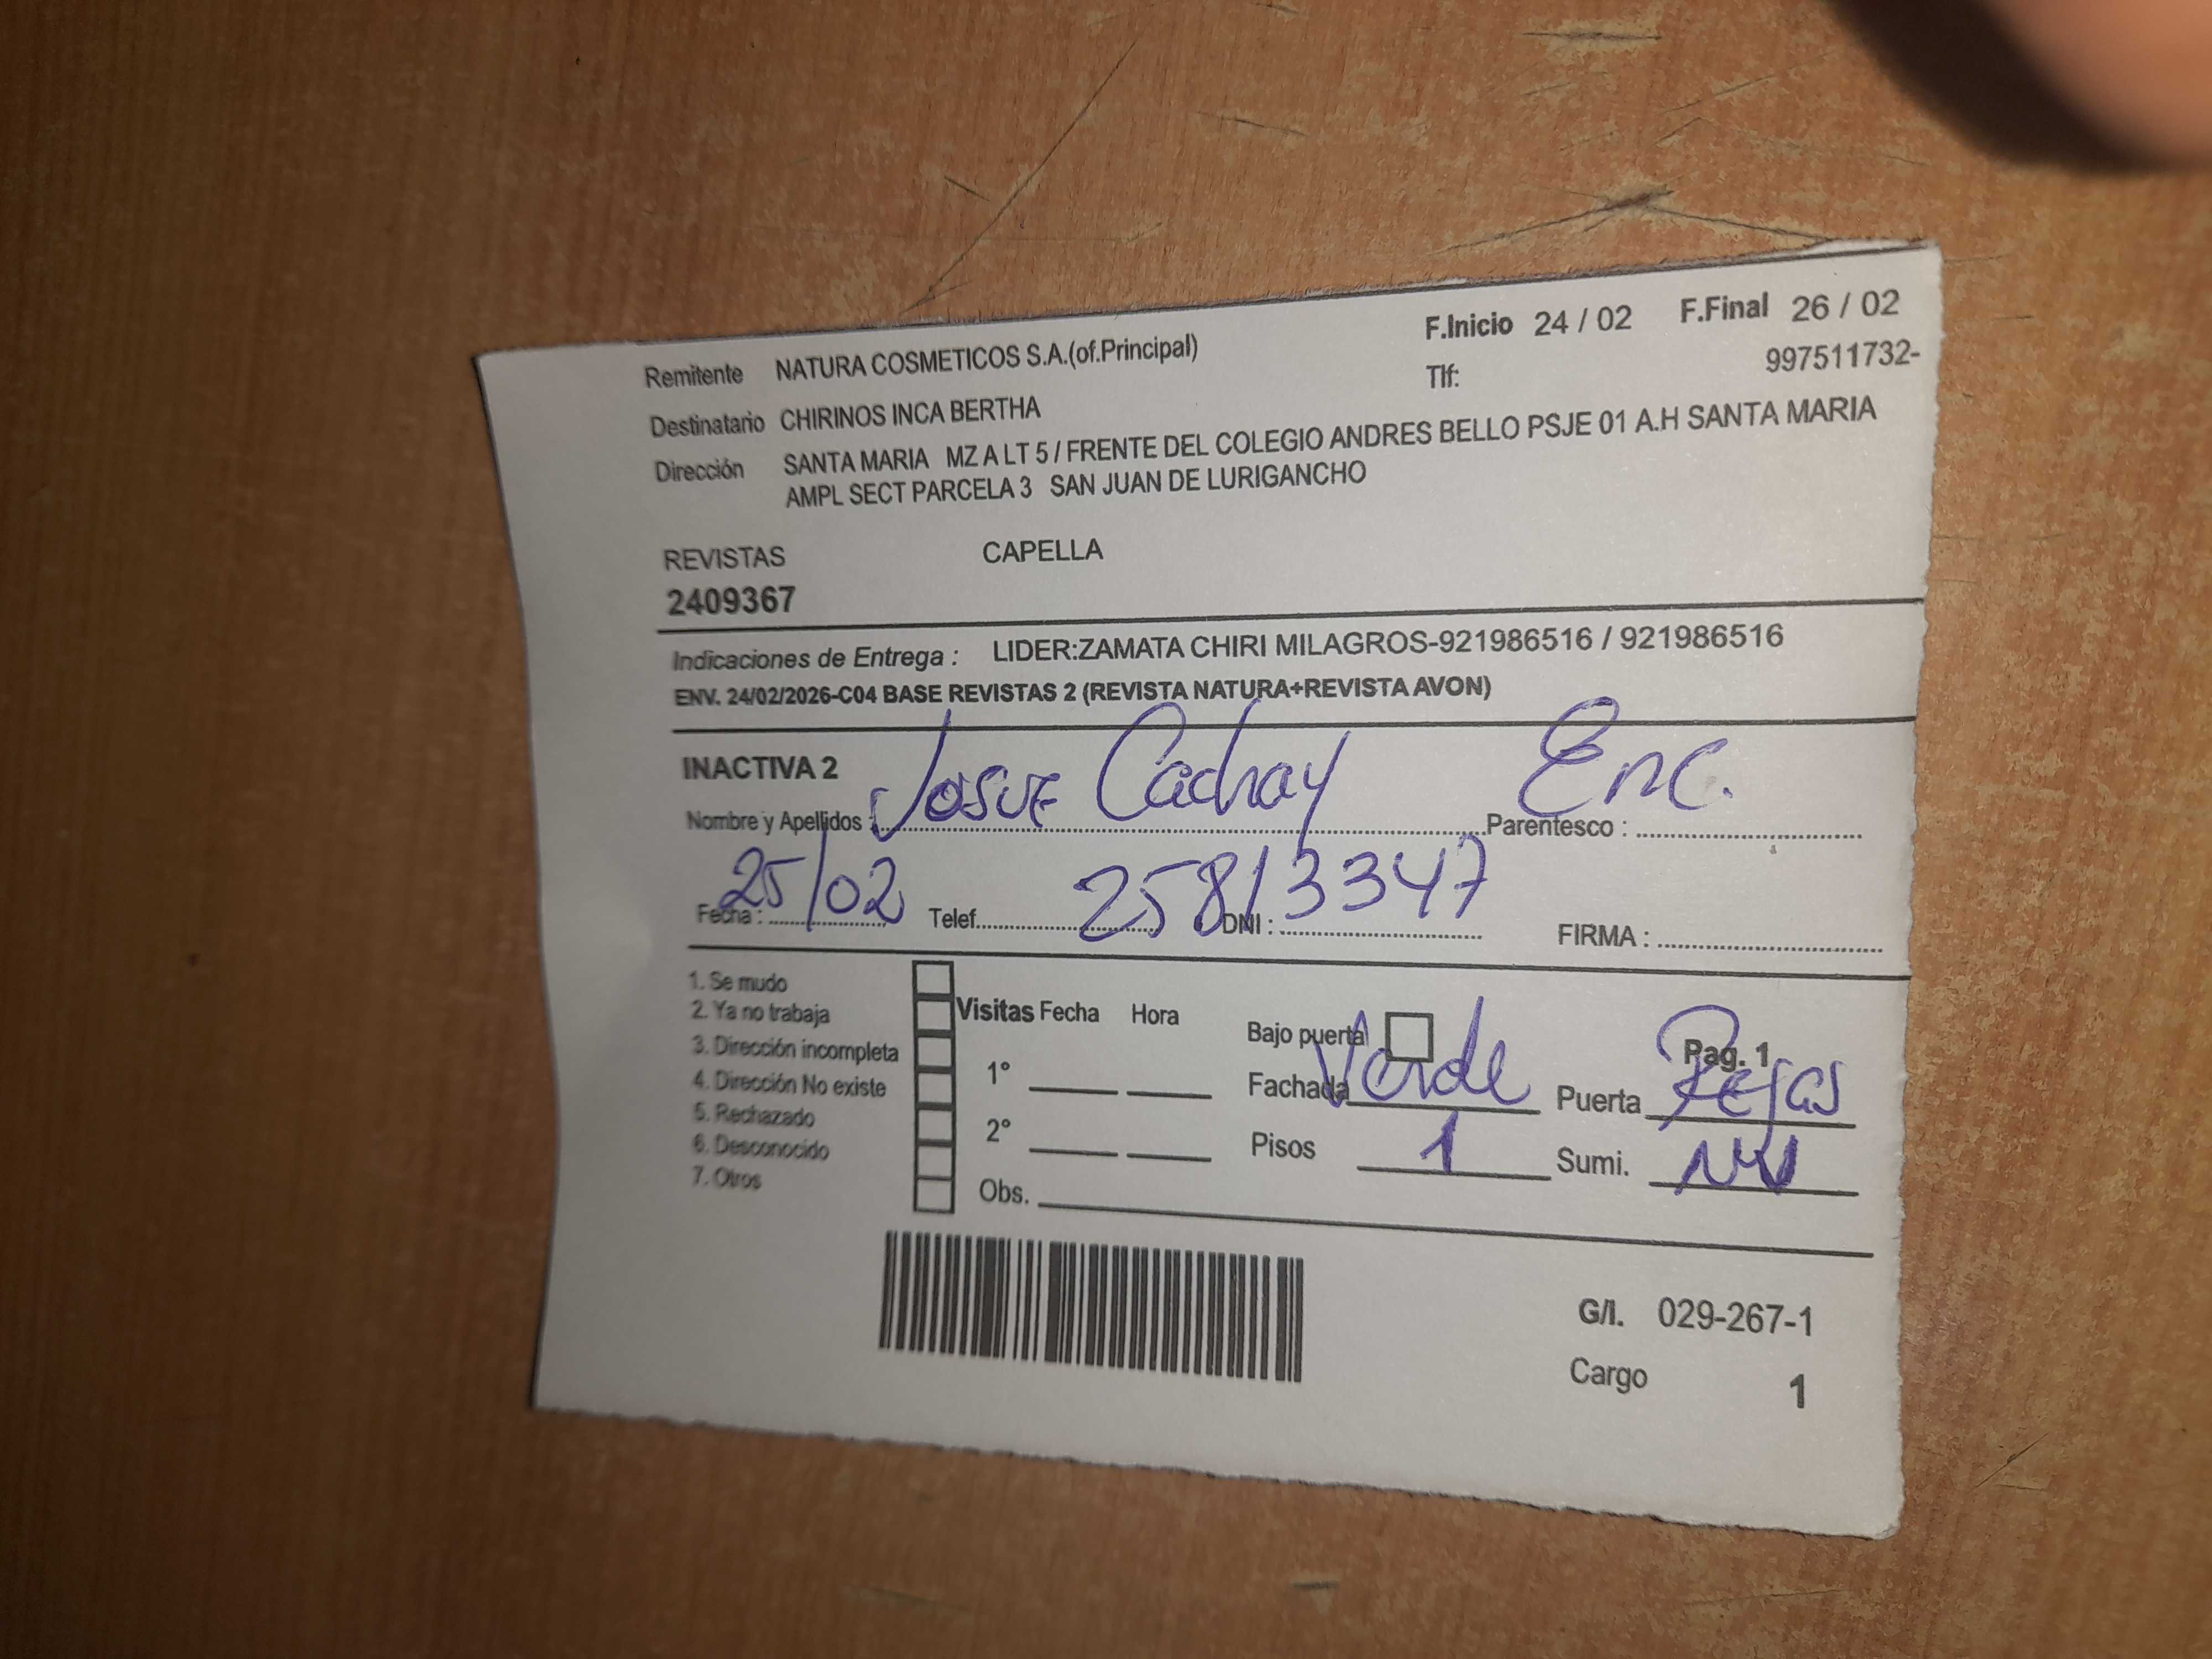 F.Inicio 24 / 02 F.Final 26 / 02
Remitente NATURA COSMETICOS S.A.(of.Principal) Tlf: 997511732-
Destinatario CHIRINOS INCA BERTHA
Dirección SANTA MARIA MZ A LT 5 / FRENTE DEL COLEGIO ANDRES BELLO PSJE 01 A.H SANTA MARIA
AMPL SECT PARCELA 3 SAN JUAN DE LURIGANCHO
REVISTAS CAPELLA
2409367
Indicaciones de Entrega : LIDER:ZAMATA CHIRI MILAGROS-921986516 / 921986516
ENV. 24/02/2026-C04 BASE REVISTAS 2 (REVISTA NATURA+REVISTA AVON)
INACTIVA 2
Nombre y Apellidos : Josue Cachay Parentesco : Enc.
Fecha : 25/02 Telef. DNI : 25813347 FIRMA :
1. Se mudo
2. Ya no trabaja
3. Dirección incompleta
4. Dirección No existe
5. Rechazado
6. Desconocido
7. Otros
Visitas Fecha Hora
1°
2°
Obs.
Bajo puerta Pag. 1
Fachada Verde Puerta Rejas
Pisos 1 Sumi.
G/I. 029-267-1
Cargo 1